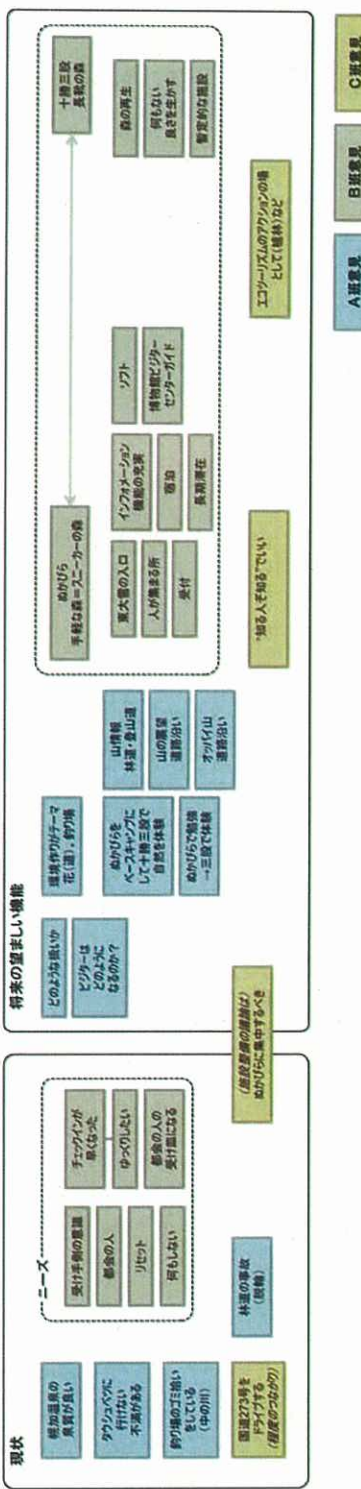 現状
幌加温泉の
泉質が良い
タウシュベツに
行けない
不満がある
釣り場のゴミ拾い
をしている
(中の川)
国道273号を
ドライブする
(程度のつながり)
ニーズ
受け手側の意識
都会の人
リセット
何もしない
チェックインが
早くなった
ゆっくりしたい
都会の人の
受け皿になる
林道の事故
(脱輪)
(施設整備の議論は)
ぬかびらに集中するべき
将来の望ましい機能
どのような扱いか
ビジターは
どのように
なるのか?
環境作りがテーマ
花(道)、釣り場
ぬかびらを
ベースキャンプに
して十勝三股で
自然を体験
ぬかびらで勉強
→三股で体験
山情報
林道・登山道
山の展望
道路沿い
オッパイ山
道路沿い
ぬかびら
手軽な森=スニーカーの森
十勝三股
長靴の森
東大雪の入口
人が集まる所
受付
インフォメーション
機能の充実
宿泊
長期滞在
ソフト
博物館ビジター
センターガイド
森の再生
何もない
良さを生かす
暫定的な施設
"知る人ぞ知る"でいい
エコツーリズムのアクションの場
として(植林)など
A班意見
B班意見
C班意見